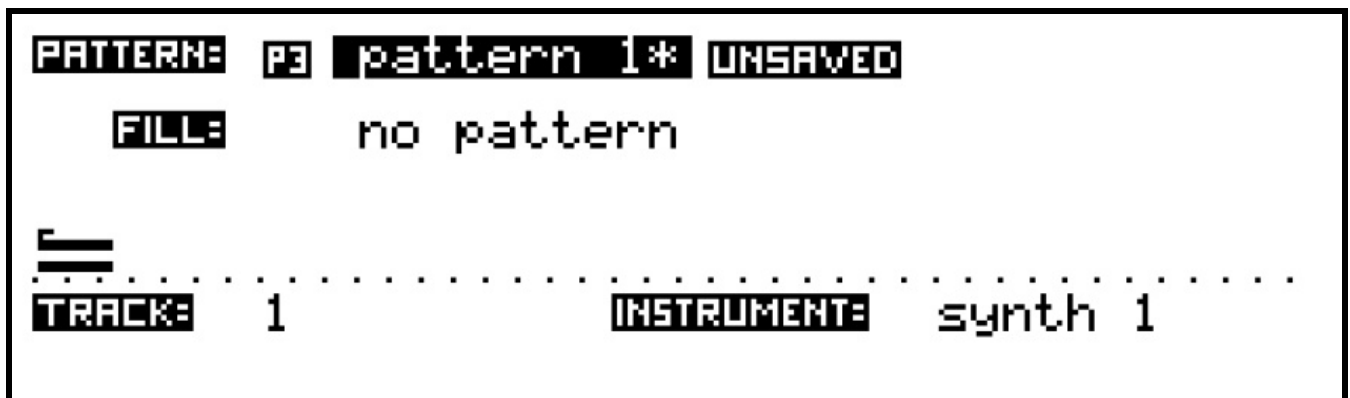 PATTERN: P3 pattern 1* UNSAVED
FILL: no pattern
TRACK: 1 INSTRUMENT: synth 1